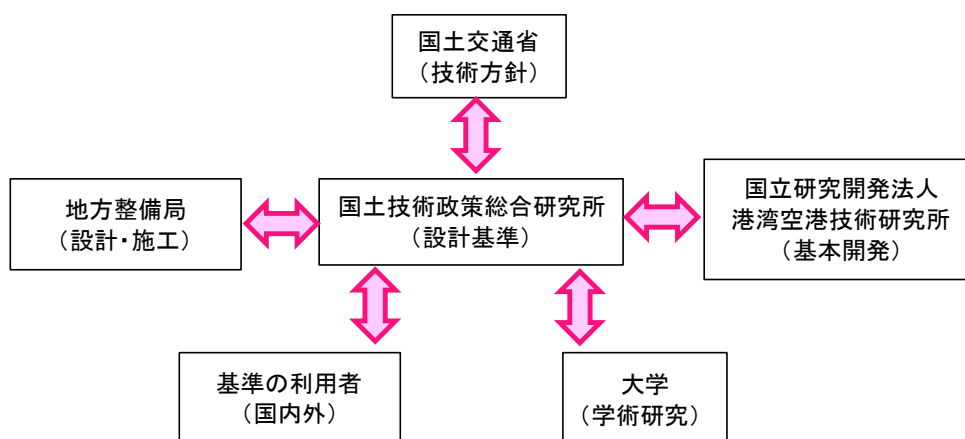 国土交通省
（技術方針）
地方整備局
（設計・施工）
国土技術政策総合研究所
（設計基準）
国立研究開発法人
港湾空港技術研究所
（基本開発）
基準の利用者
（国内外）
大学
（学術研究）